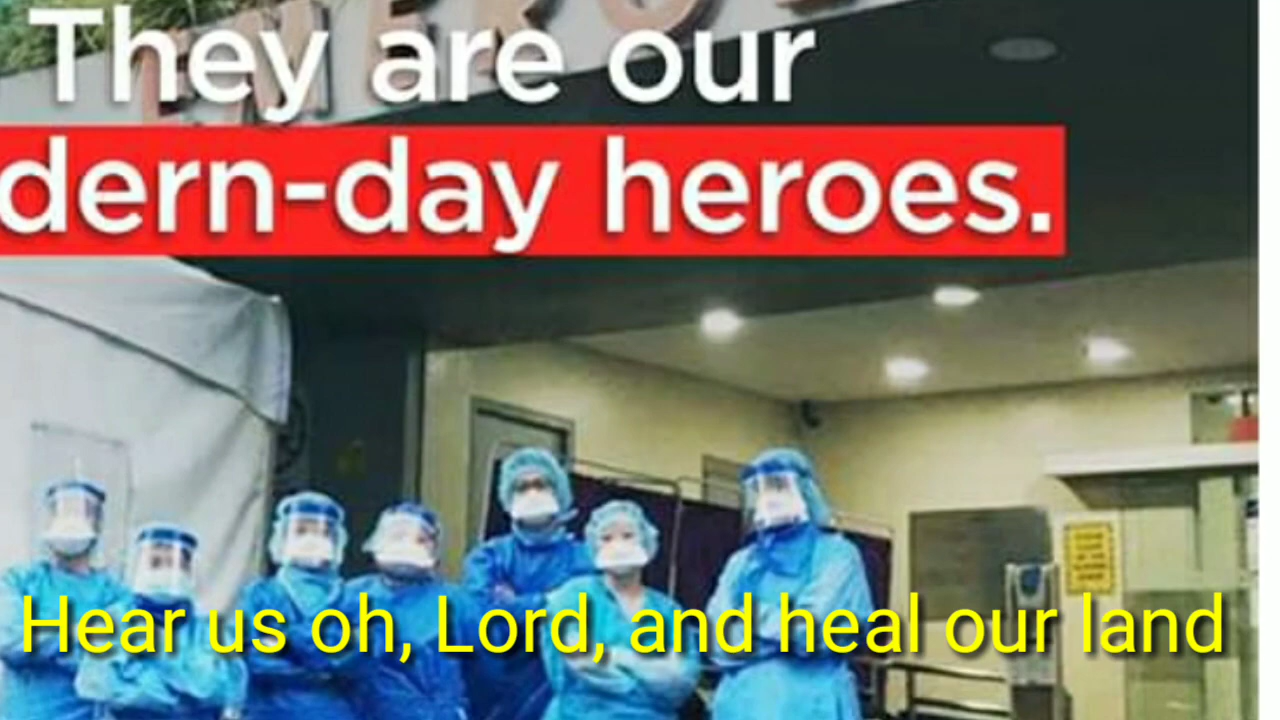 They are our
dern-day heroes.
Hear us oh, Lord, and heal our land